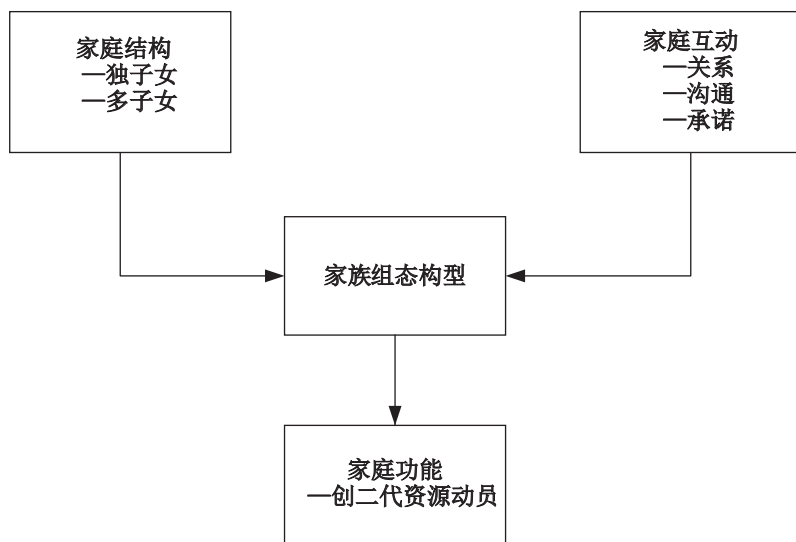 家庭结构
—独子女
—多子女
家庭互动
—关系
—沟通
—承诺
家族组态构型
家庭功能
—创二代资源动员